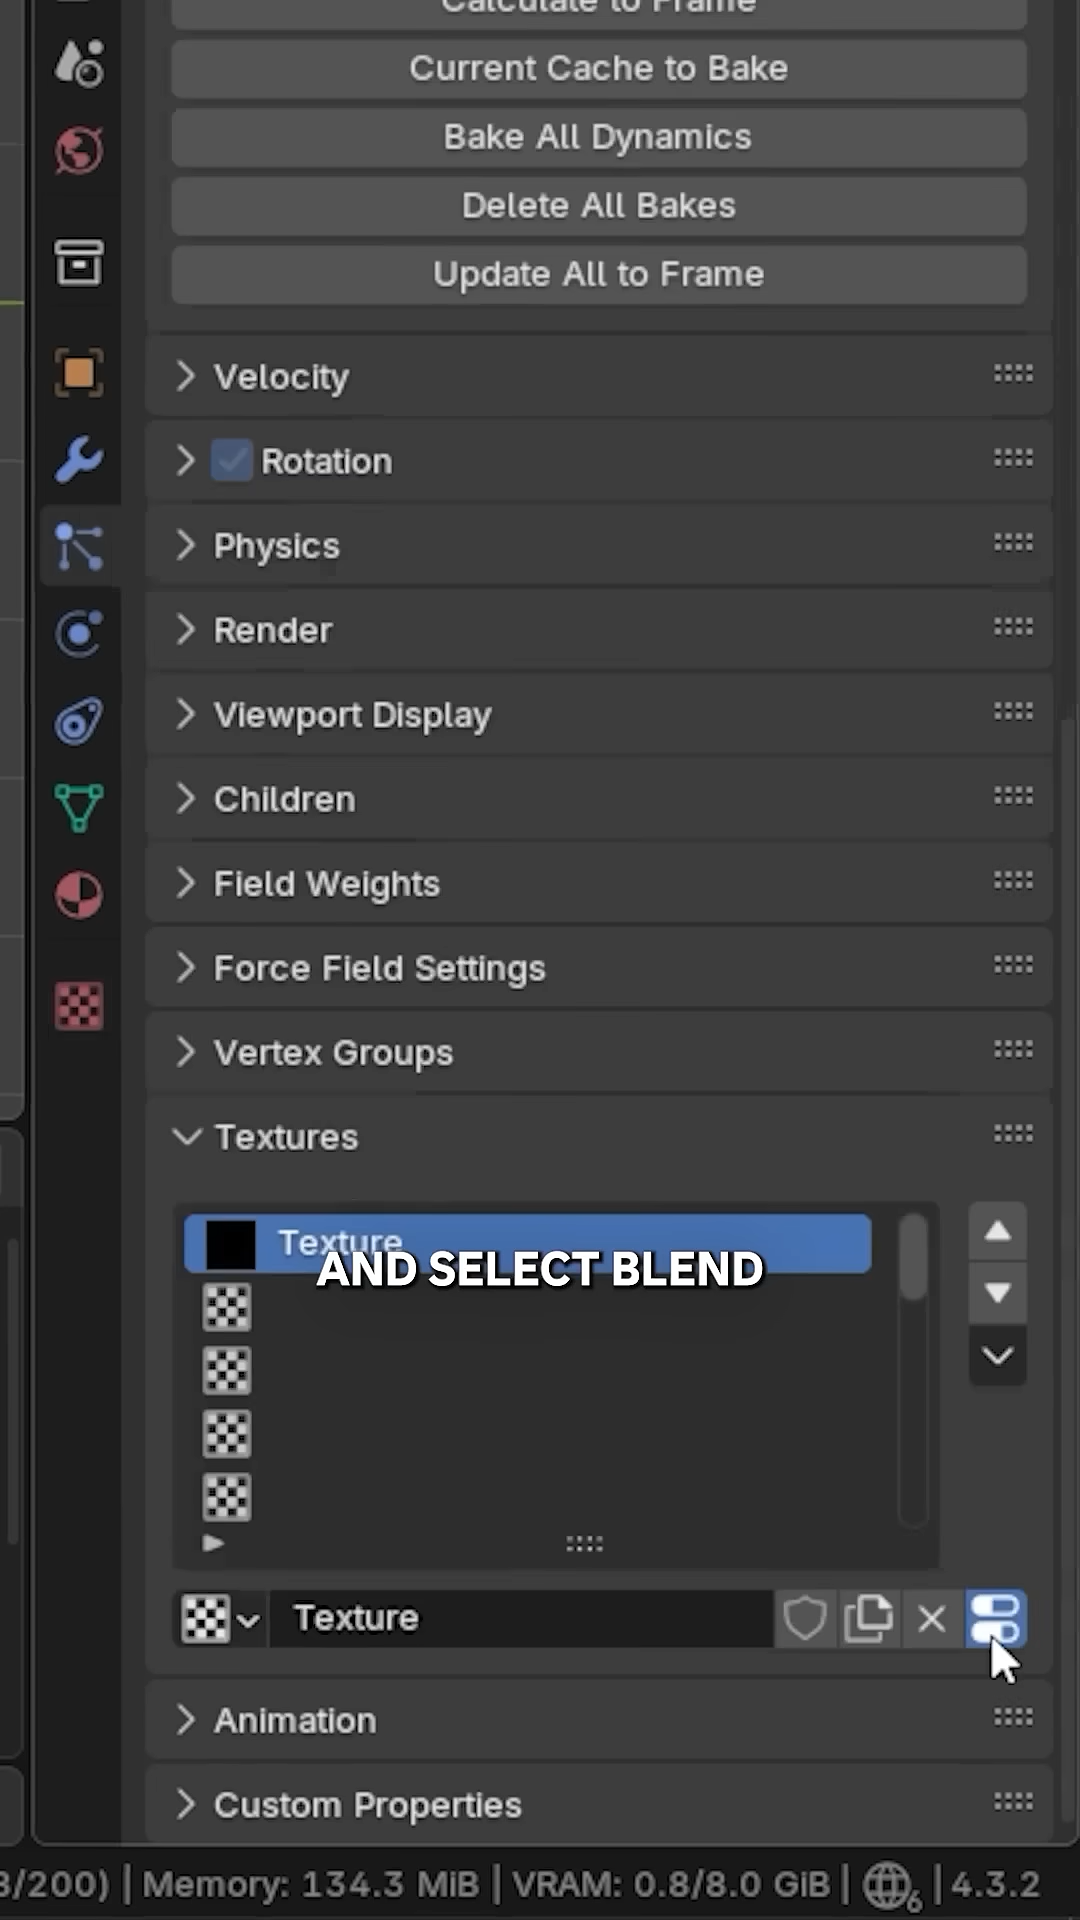 Calculate to Frame
Current Cache to Bake
Bake All Dynamics
Delete All Bakes
Update All to Frame
Velocity
Rotation
Physics
Render
Viewport Display
Children
Field Weights
Force Field Settings
Vertex Groups
Textures
Texture
AND SELECT BLEND
Texture
Animation
Custom Properties
3/200) | Memory: 134.3 MiB | VRAM: 0.8/8.0 GiB | 6 | 4.3.2